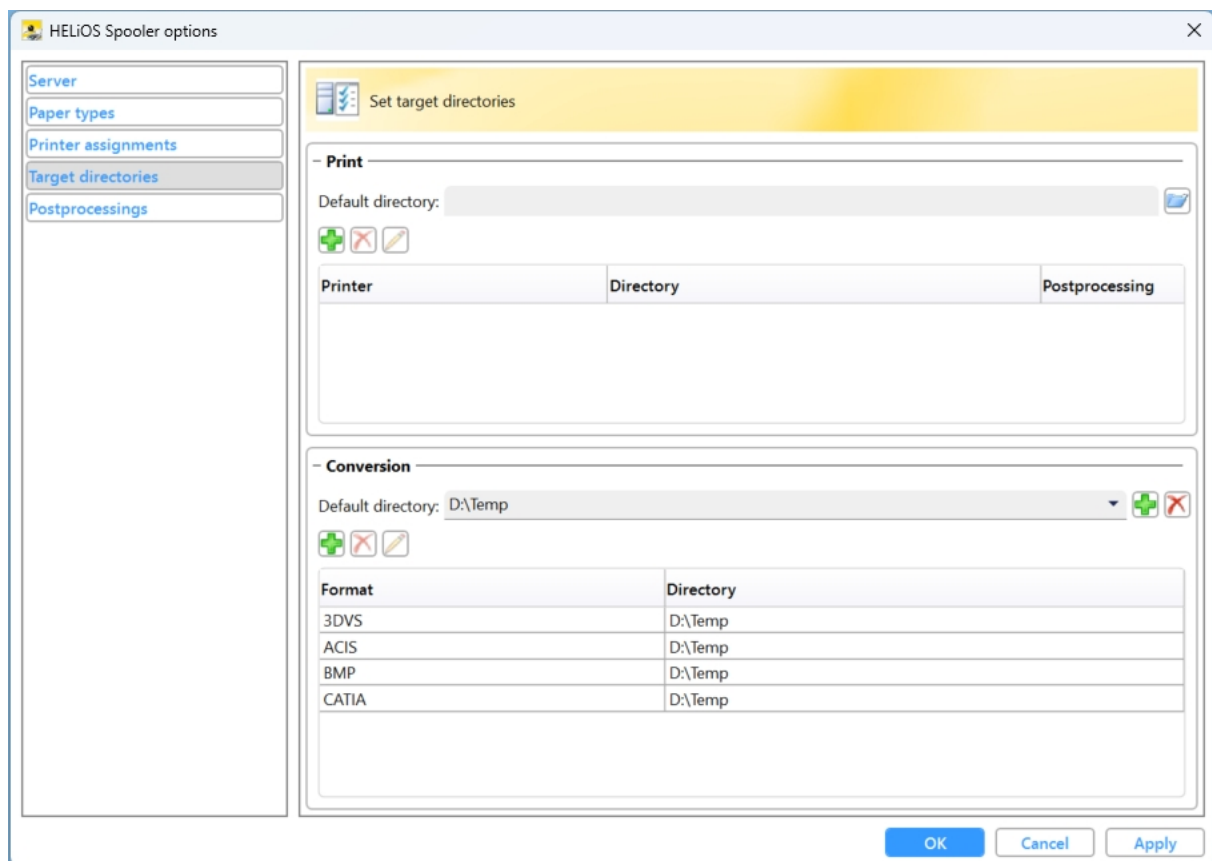 HELiOS Spooler options
Server
Paper types
Printer assignments
Target directories
Postprocessings
Set target directories
Print
Default directory:
Printer Directory Postprocessing
Conversion
Default directory: D:\Temp
Format Directory
3DVS D:\Temp
ACIS D:\Temp
BMP D:\Temp
CATIA D:\Temp
OK Cancel Apply